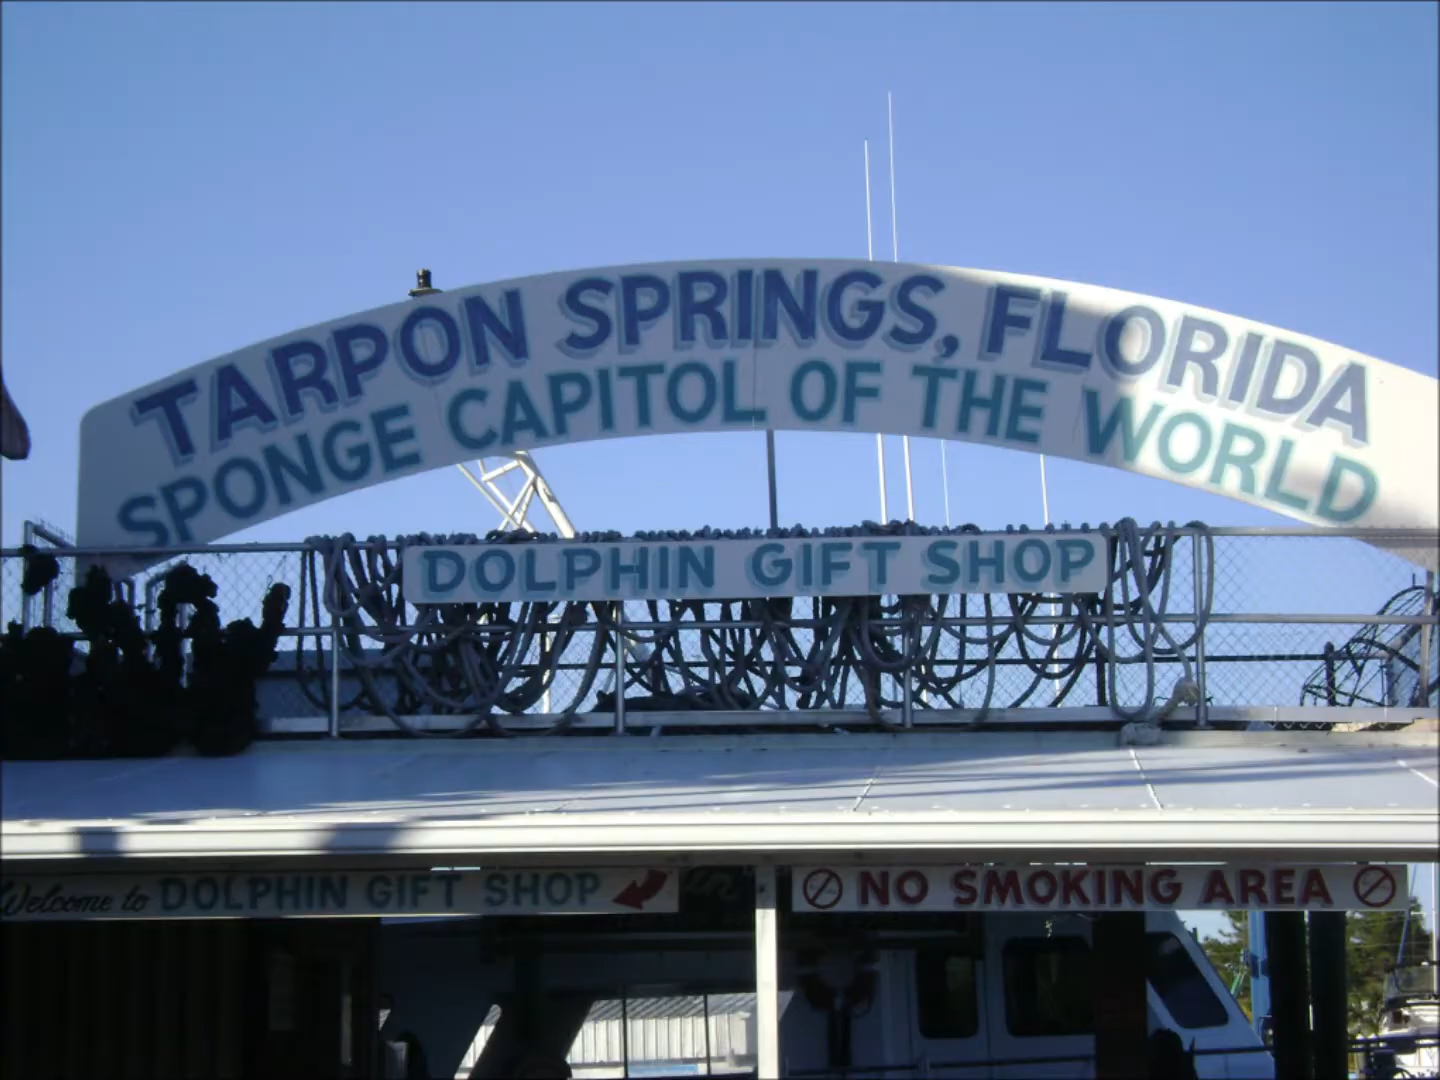 TARPON SPRINGS, FLORIDA
SPONGE CAPITOL OF THE WORLD
DOLPHIN GIFT SHOP
Welcome to DOLPHIN GIFT SHOP
NO SMOKING AREA